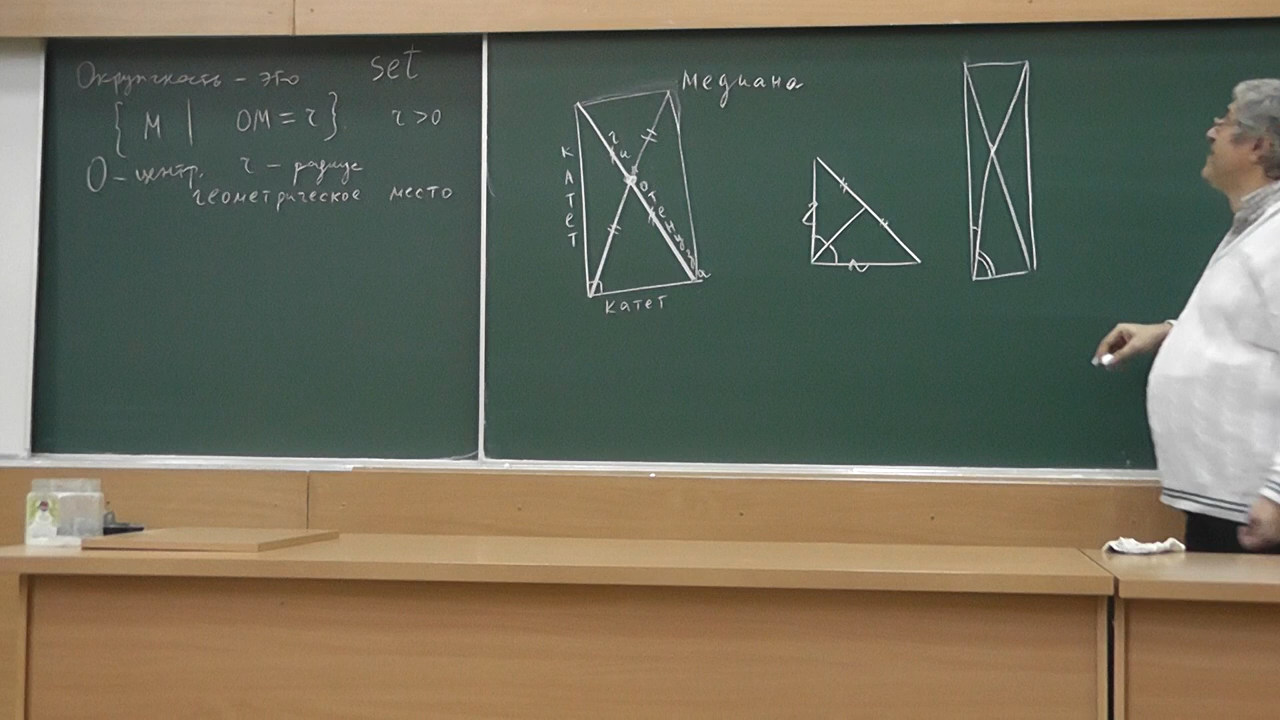 Окружность – это set
{ M | OM = r } r > 0
O – центр, r – радиус
геометрическое место
Медиана
катет
гипотенуза
катет